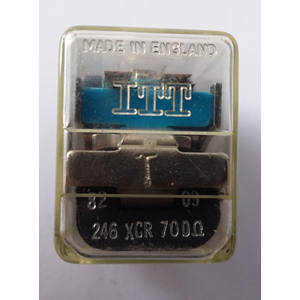 MADE IN ENGLAND
ITT
T
82 09
246 XCR 700Ω